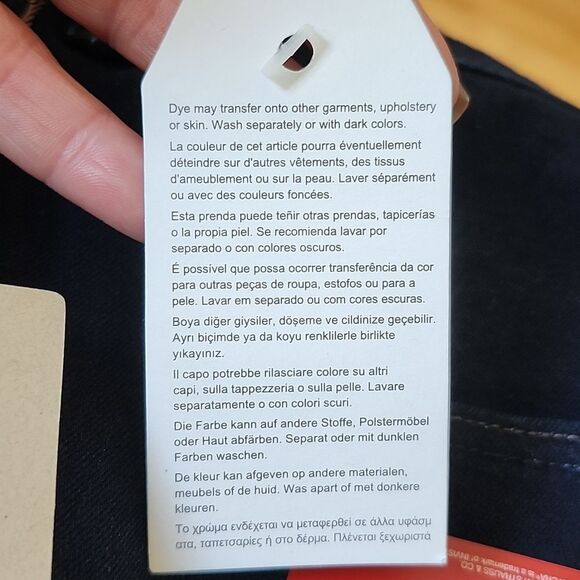 Dye may transfer onto other garments, upholstery
or skin. Wash separately or with dark colors.
La couleur de cet article pourra éventuellement
déteindre sur d'autres vêtements, des tissus
d'ameublement ou sur la peau. Laver séparément
ou avec des couleurs foncées.
Esta prenda puede teñir otras prendas, tapicerías
o la propia piel. Se recomienda lavar por
separado o con colores oscuros.
É possível que possa ocorrer transferência da cor
para outras peças de roupa, estofos ou para a
pele. Lavar em separado ou com cores escuras.
Boya diğer giysiler, döşeme ve cildinize geçebilir.
Ayrı biçimde ya da koyu renklilerle birlikte
yıkayınız.
Il capo potrebbe rilasciare colore su altri
capi, sulla tappezzeria o sulla pelle. Lavare
separatamente o con colori scuri.
Die Farbe kann auf andere Stoffe, Polstermöbel
oder Haut abfärben. Separat oder mit dunklen
Farben waschen.
De kleur kan afgeven op andere materialen,
meubels of de huid. Was apart of met donkere
kleuren.
Το χρώμα ενδέχεται να μεταφερθεί σε άλλα υφάσμ
ατα, ταπετσαρίες ή στο δέρμα. Πλένεται ξεχωριστά
STRAUSS & CO
is a trademark of INVIS